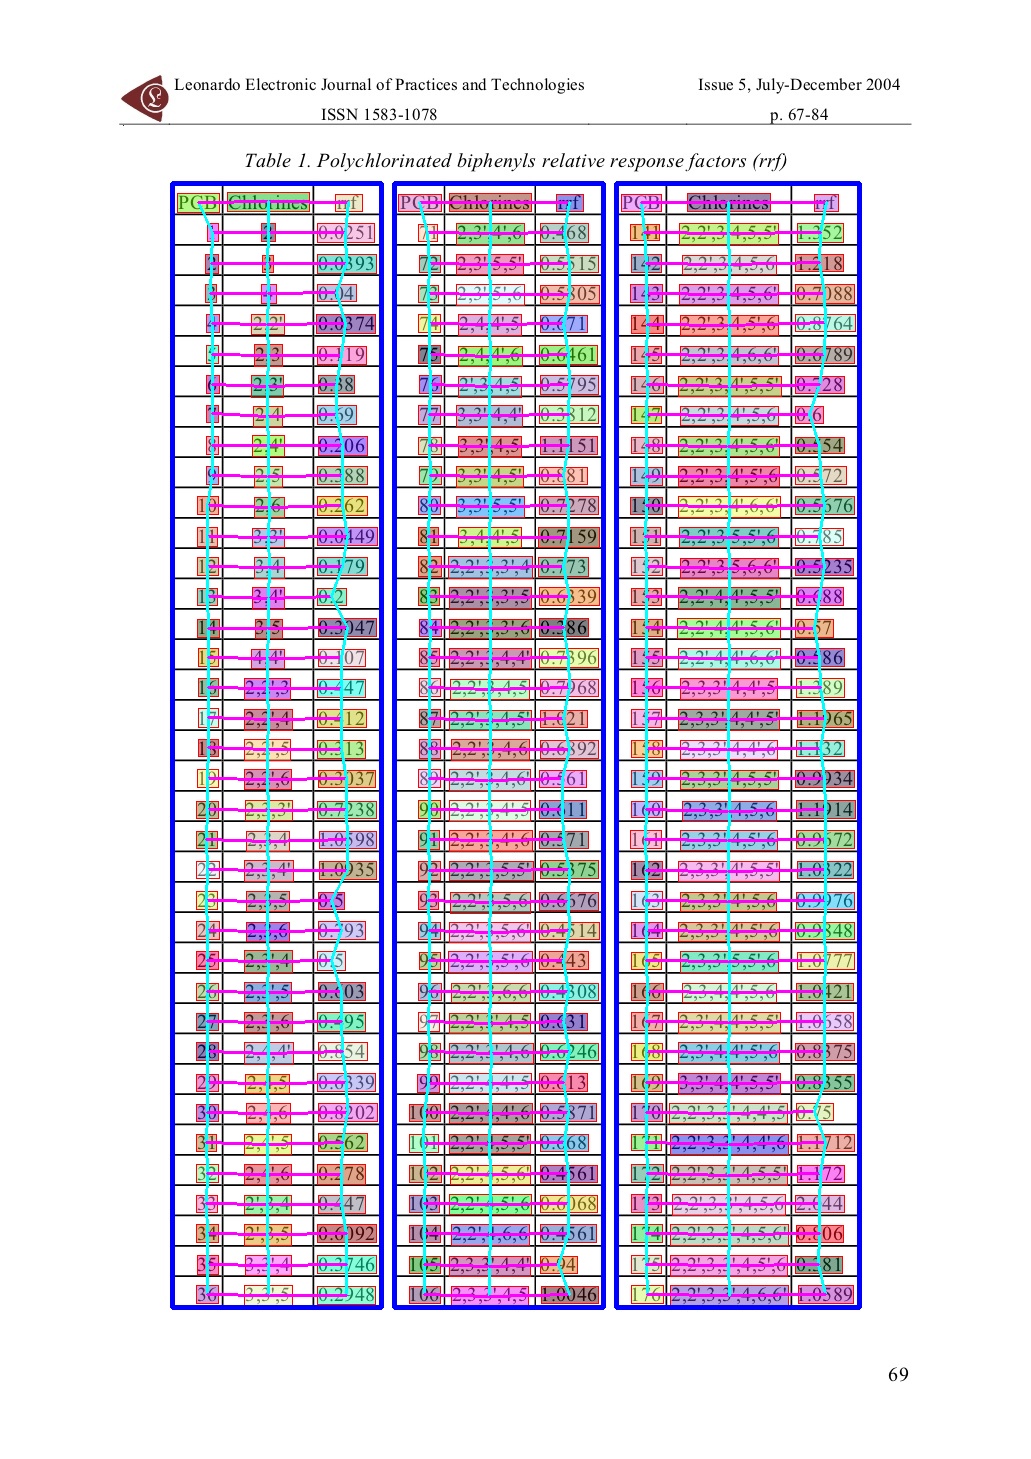 Leonardo Electronic Journal of Practices and Technologies Issue 5, July-December 2004
ISSN 1583-1078 p. 67-84
Table 1. Polychlorinated biphenyls relative response factors (rrf)
PCB Chlorines rrf PCB Chlorines rrf PCB Chlorines rrf
1 2 0.0251 71 2,3',4',6 0.468 141 2,2',3,4,5,5' 1.352
2 3 0.0393 72 2,3',5,5' 0.5515 142 2,2',3,4,5,6 1.218
3 4 0.04 73 2,3',5',6 0.5805 143 2,2',3,4,5,6' 0.7088
4 2,2' 0.0374 74 2,4,4',5 0.671 144 2,2',3,4,5',6 0.8764
5 2,3 0.119 75 2,4,4',6 0.6461 145 2,2',3,4,6,6' 0.6789
6 2,3' 0.38 76 2',3,4,5 0.5795 146 2,2',3,4',5,5' 0.728
7 2,4 0.69 77 3,3',4,4' 0.3812 147 2,2',3,4',5,6 0.6
8 2,4' 0.206 78 3,3',4,5 1.1151 148 2,2',3,4',5,6' 0.554
9 2,5 0.388 79 3,3',4,5' 0.881 149 2,2',3,4',5',6 0.572
10 2,6 0.262 80 3,3',5,5' 0.7278 150 2,2',3,4',6,6' 0.5676
11 3,3' 0.0449 81 3,4,4',5 0.7159 151 2,2',3,5,5',6 0.785
12 3,4 0.179 82 2,2',3,3',4 0.773 152 2,2',3,5,6,6' 0.5235
13 3,4' 0.2 83 2,2',3,3',5 0.6339 153 2,2',4,4',5,5' 0.688
14 3,5 0.3047 84 2,2',3,3',6 0.386 154 2,2',4,4',5,6' 0.57
15 4,4' 0.107 85 2,2',3,4,4' 0.7396 155 2,2',4,4',6,6' 0.586
16 2,2',3 0.447 86 2,2',3,4,5 0.7968 156 2,3,3',4,4',5 1.389
17 2,2',4 0.412 87 2,2',3,4,5' 1.021 157 2,3,3',4,4',5' 1.1965
18 2,2',5 0.313 88 2,2',3,4,6 0.6892 158 2,3,3',4,4',6 1.132
19 2,2',6 0.3037 89 2,2',3,4,6' 0.561 159 2,3,3',4,5,5' 0.9934
20 2,3,3' 0.7238 90 2,2',3,4',5 0.611 160 2,3,3',4,5,6 1.1914
21 2,3,4 1.0598 91 2,2',3,4',6 0.571 161 2,3,3',4,5',6 0.9672
22 2,3,4' 1.0935 92 2,2',3,5,5' 0.5375 162 2,3,3',4',5,5' 1.0322
23 2,3,5 0.5 93 2,2',3,5,6 0.6676 163 2,3,3',4',5,6 0.9976
24 2,3,6 0.793 94 2,2',3,5,6' 0.4514 164 2,3,3',4',5',6 0.9848
25 2,3',4 0.5 95 2,2',3,5',6 0.443 165 2,3,3',5,5',6 1.0777
26 2,3',5 0.603 96 2,2',3,6,6' 0.4308 166 2,3,4,4',5,6 1.0421
27 2,3',6 0.495 97 2,2',3',4,5 0.631 167 2,3',4,4',5,5' 1.0658
28 2,4,4' 0.854 98 2,2',3',4,6 0.6246 168 2,3',4,4',5',6 0.8375
29 2,4,5 0.6339 99 2,2',4,4',5 0.613 169 3,3',4,4',5,5' 0.8355
30 2,4,6 0.8202 100 2,2',4,4',6 0.5871 170 2,2',3,3',4,4',5 0.75
31 2,4',5 0.562 101 2,2',4,5,5' 0.668 171 2,2',3,3',4,4',6 1.1712
32 2,4',6 0.278 102 2,2',4,5,6' 0.4561 172 2,2',3,3',4,5,5' 1.172
33 2',3,4 0.447 103 2,2',4,5',6 0.6068 173 2,2',3,3',4,5,6 2.044
34 2',3,5 0.6092 104 2,2',4,6,6' 0.4561 174 2,2',3,3',4,5,6' 0.806
35 3,3',4 0.3746 105 2,3,3',4,4' 0.94 175 2,2',3,3',4,5',6 0.381
36 3,3',5 0.2948 106 2,3,3',4,5 1.0046 176 2,2',3,3',4,6,6' 1.0589
69